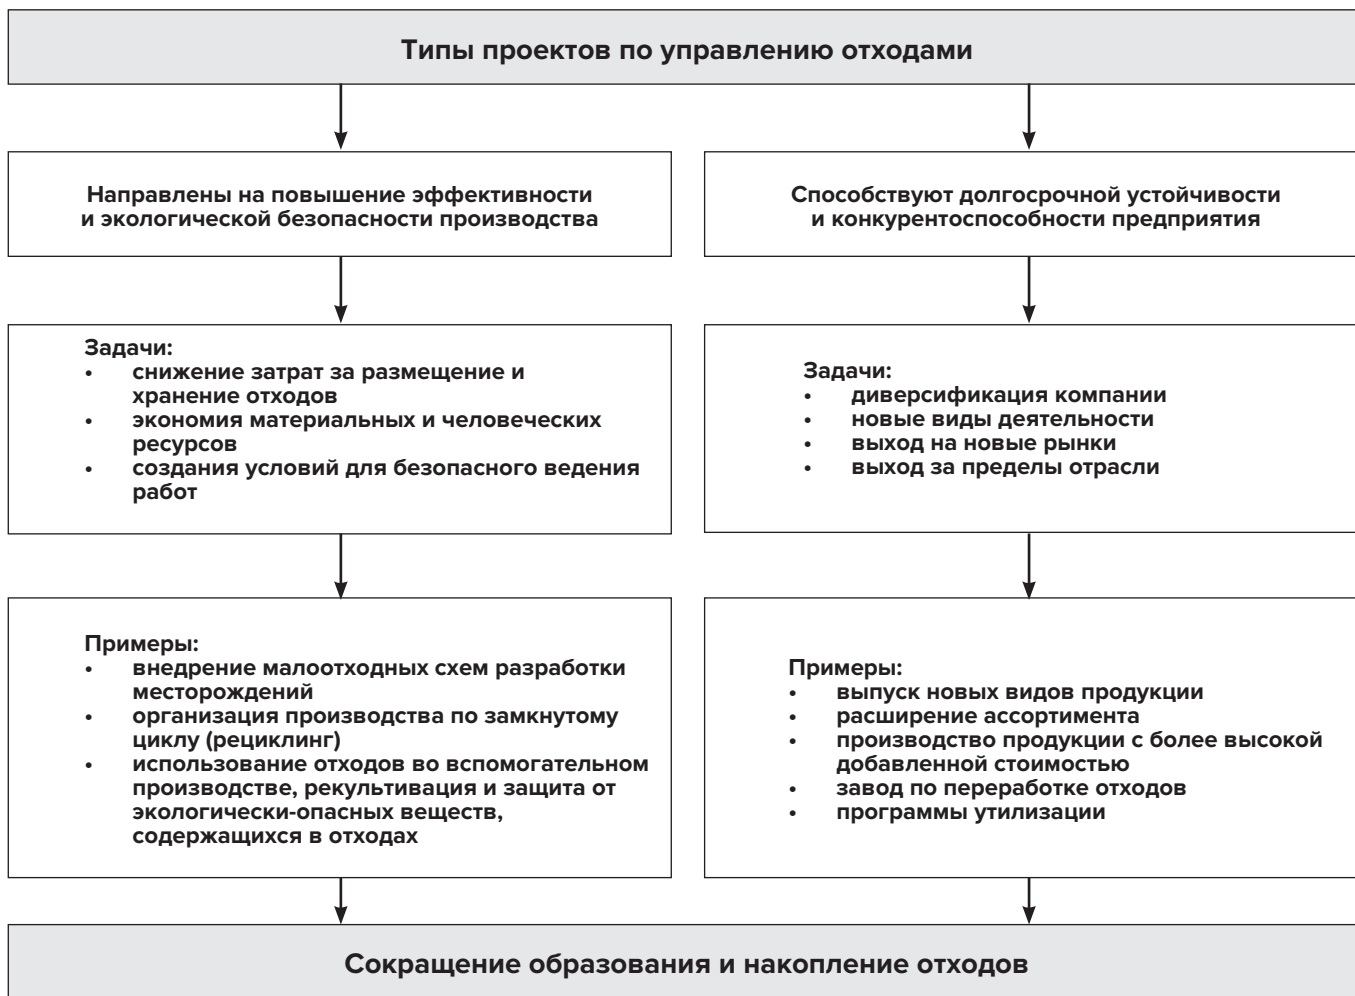 Типы проектов по управлению отходами
Направлены на повышение эффективности
и экологической безопасности производства
Задачи:
• снижение затрат за размещение и
хранение отходов
• экономия материальных и человеческих
ресурсов
• создания условий для безопасного ведения
работ
Примеры:
• внедрение малоотходных схем разработки
месторождений
• организация производства по замкнутому
циклу (рециклинг)
• использование отходов во вспомогательном
производстве, рекультивация и защита от
экологически-опасных веществ,
содержащихся в отходах
Способствуют долгосрочной устойчивости
и конкурентоспособности предприятия
Задачи:
• диверсификация компании
• новые виды деятельности
• выход на новые рынки
• выход за пределы отрасли
Примеры:
• выпуск новых видов продукции
• расширение ассортимента
• производство продукции с более высокой
добавленной стоимостью
• завод по переработке отходов
• программы утилизации
Сокращение образования и накопление отходов